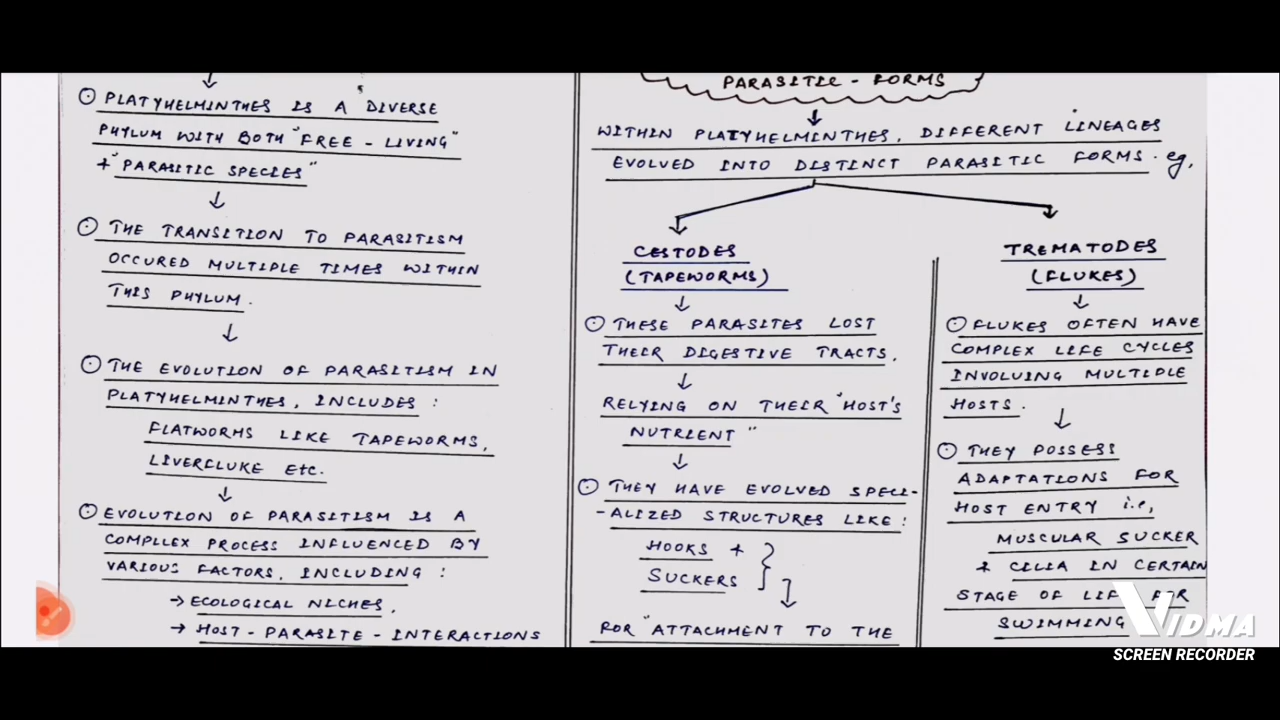 ⊙ PLATYHELMINTHES IS A "DIVERSE
PHYLUM WITH BOTH "FREE - LIVING"
+ "PARASITIC SPECIES"
⊙ THE TRANSITION TO PARASITISM
OCCURED MULTIPLE TIMES WITHIN
THIS PHYLUM.
⊙ THE EVOLUTION OF PARASITISM IN
PLATYHELMINTHES, INCLUDES :
FLATWORMS LIKE TAPEWORMS,
LIVERFLUKE ETC.
⊙ EVOLUTION OF PARASITISM IS A
COMPLLEX PROCESS INFLUENCED BY
VARIOUS FACTORS, INCLUDING :
→ ECOLOGICAL NICHES,
→ HOST - PARASITE - INTERACTIONS
PARASITIC - FORMS
WITHIN PLATYHELMINTHES, DIFFERENT LINEAGES
EVOLVED INTO DISTINCT PARASITIC FORMS. eg,
CESTODES
(TAPEWORMS)
⊙ THESE PARASITES LOST
THEIR DIGESTIVE TRACTS,
RELYING ON THEIR "HOST'S
NUTRIENT"
⊙ THEY HAVE EVOLVED SPECI-
-ALIZED STRUCTURES LIKE :
HOOKS +
SUCKERS
FOR "ATTACHMENT TO THE
TREMATODES
(FLUKES)
⊙ FLUKES OFTEN HAVE
COMPLEX LIFE CYCLES
INVOLVING MULTIPLE
HOSTS.
⊙ THEY POSSESS
ADAPTATIONS FOR
HOST ENTRY i.e,
MUSCULAR SUCKER
+ CILIA IN CERTAIN
STAGE OF LIFE FOR
SWIMMING
VIDMA
SCREEN RECORDER